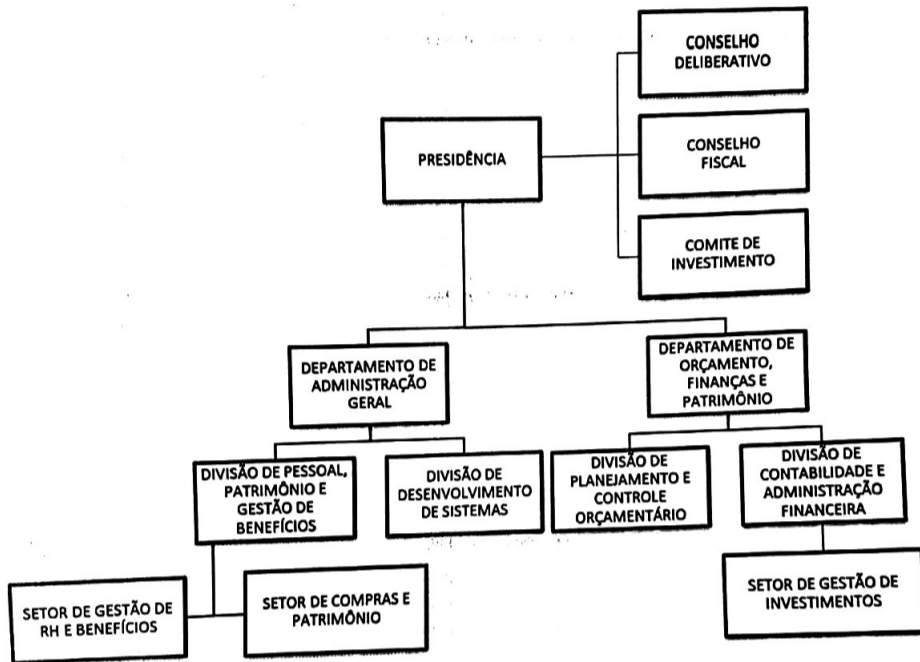 CONSELHO
DELIBERATIVO
PRESIDÊNCIA
CONSELHO
FISCAL
COMITE DE
INVESTIMENTO
DEPARTAMENTO DE
ADMINISTRAÇÃO
GERAL
DEPARTAMENTO DE
ORÇAMENTO,
FINANÇAS E
PATRIMÔNIO
DIVISÃO DE PESSOAL,
PATRIMÔNIO E
GESTÃO DE
BENEFÍCIOS
DIVISÃO DE
DESENVOLVIMENTO
DE SISTEMAS
DIVISÃO DE
PLANEJAMENTO E
CONTROLE
ORÇAMENTÁRIO
DIVISÃO DE
CONTABILIDADE E
ADMINISTRAÇÃO
FINANCEIRA
SETOR DE GESTÃO DE
RH E BENEFÍCIOS
SETOR DE COMPRAS E
PATRIMÔNIO
SETOR DE GESTÃO DE
INVESTIMENTOS